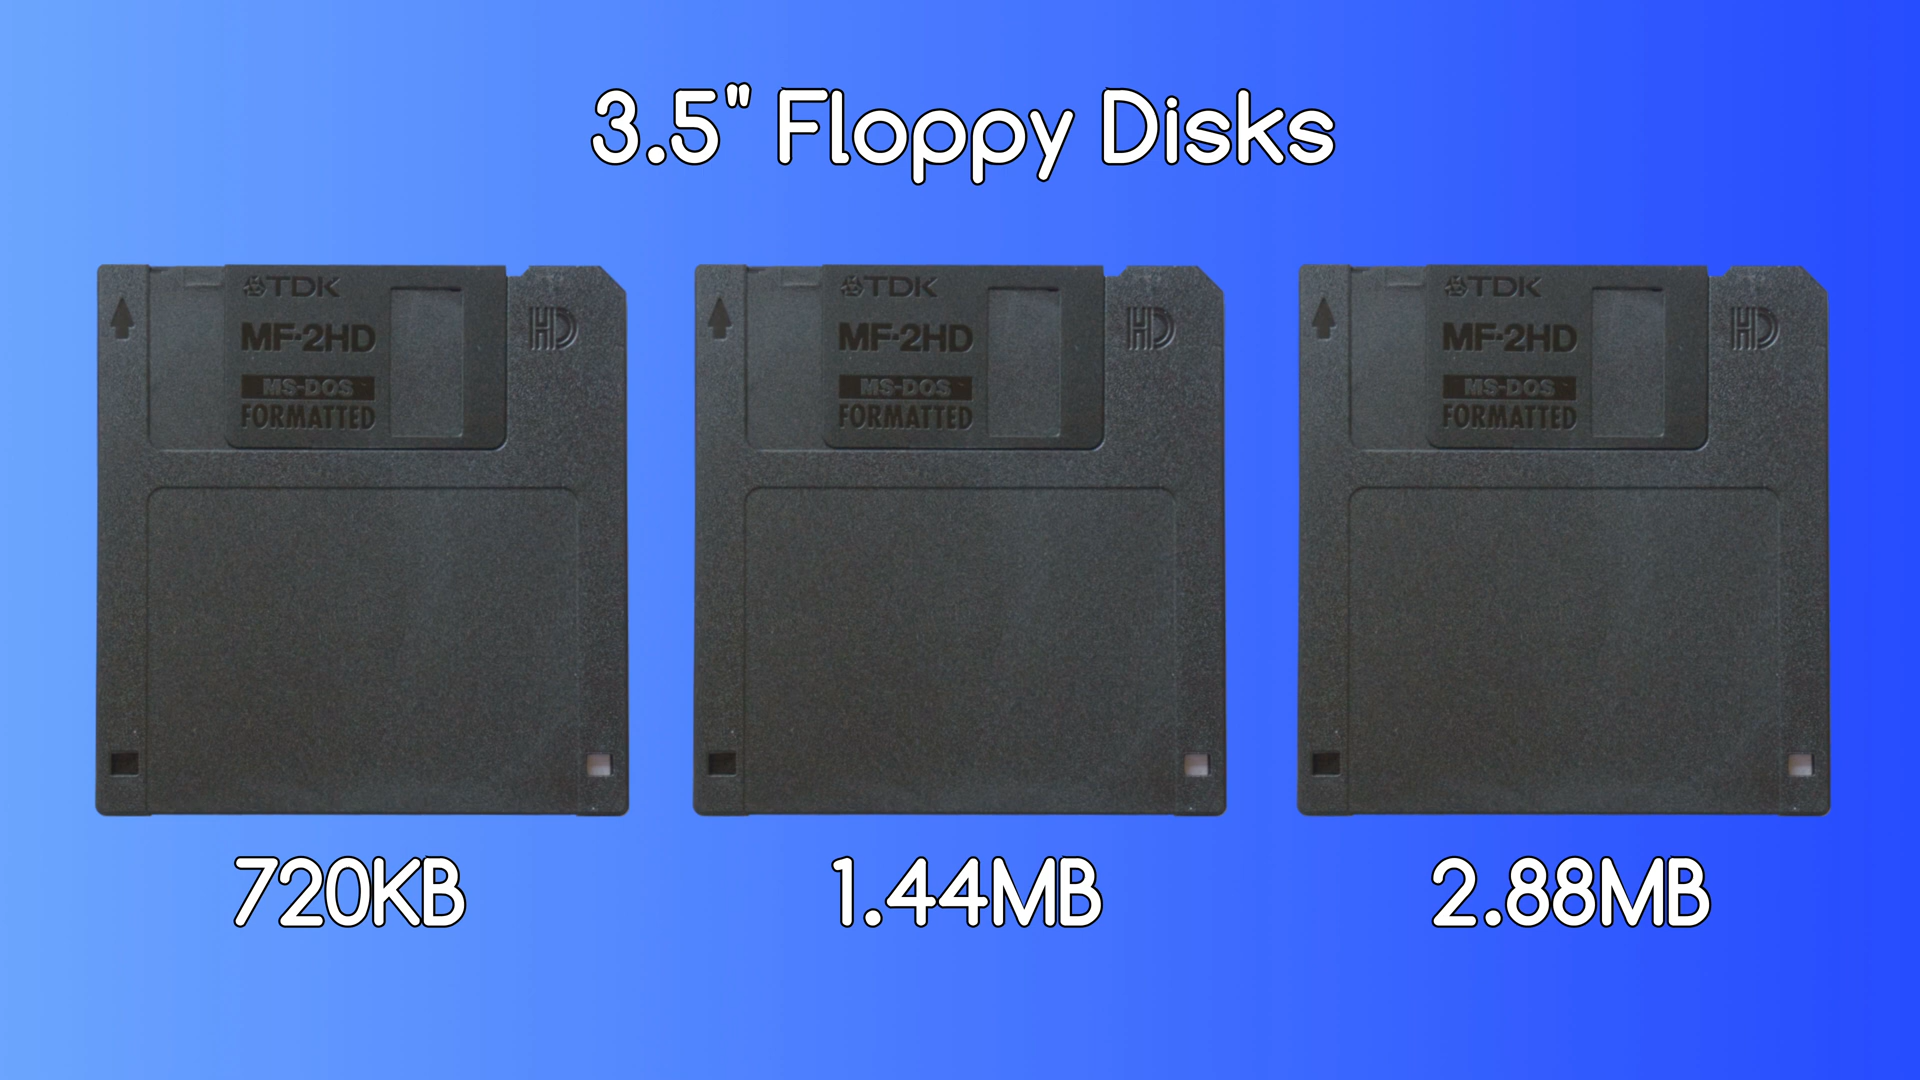 3.5" Floppy Disks
TDK
MF-2HD
MS-DOS
FORMATTED
HD
TDK
MF-2HD
MS-DOS
FORMATTED
HD
TDK
MF-2HD
MS-DOS
FORMATTED
HD
720KB
1.44MB
2.88MB